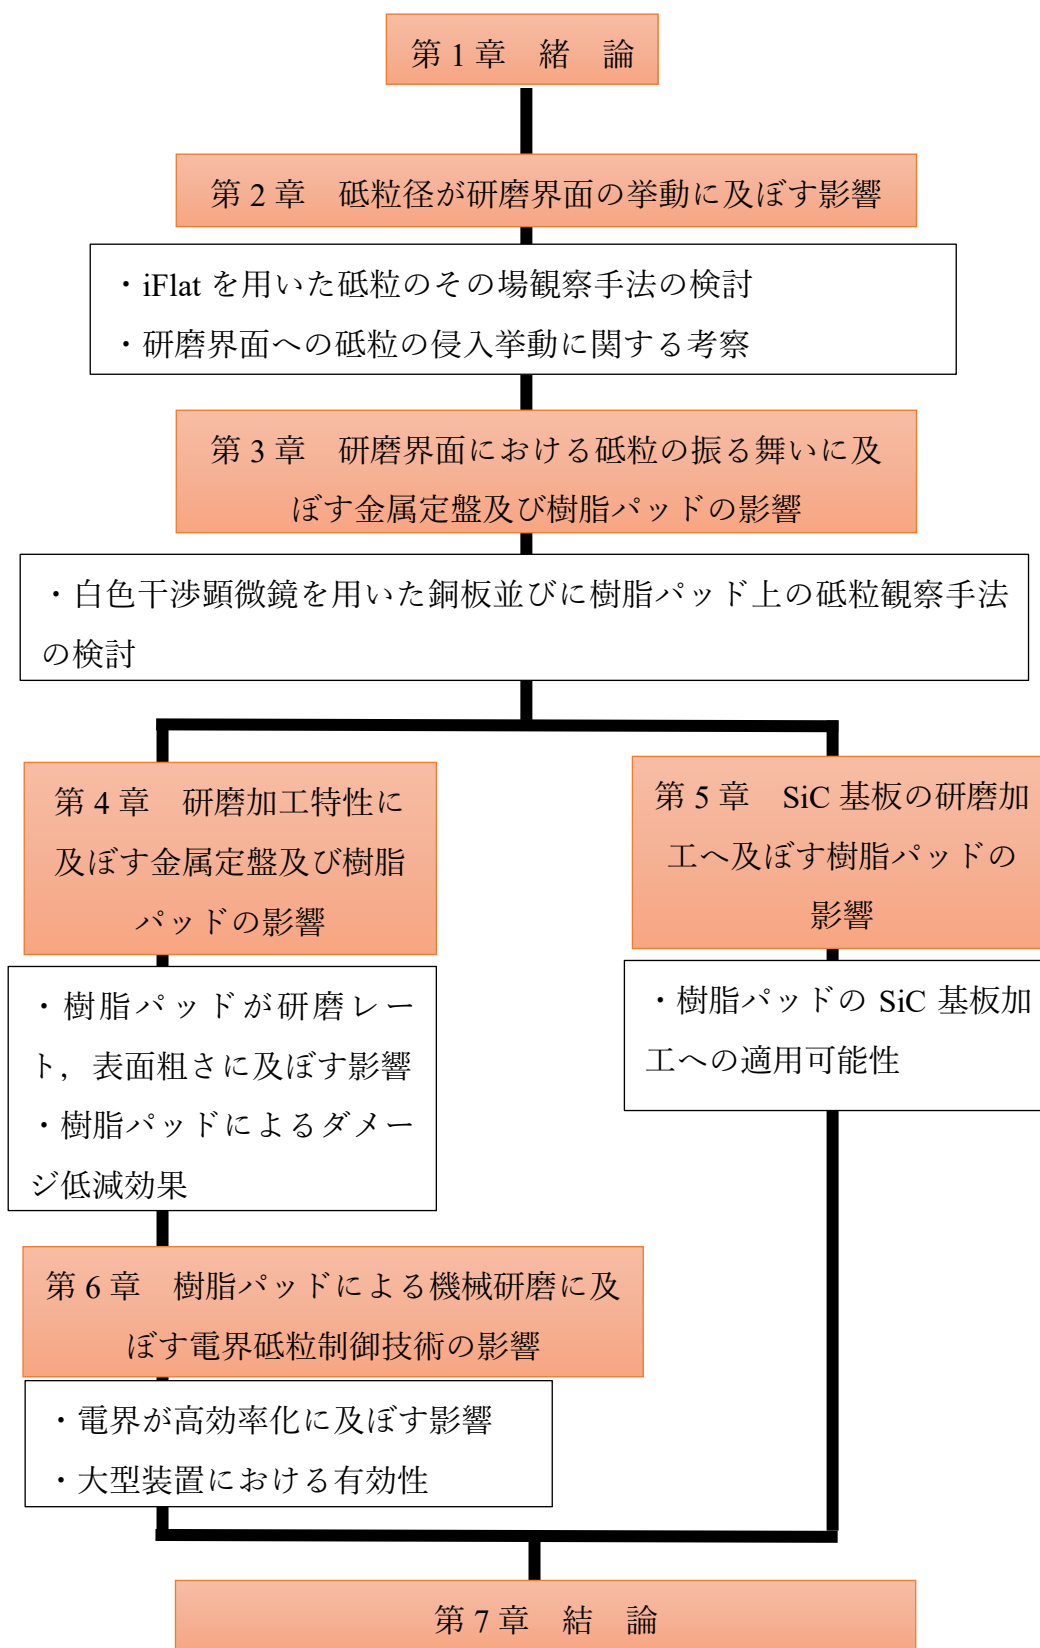 第 1 章　緒　論
第 2 章　砥粒径が研磨界面の挙動に及ぼす影響
・iFlat を用いた砥粒のその場観察手法の検討
・研磨界面への砥粒の侵入挙動に関する考察
第 3 章　研磨界面における砥粒の振る舞いに及
ぼす金属定盤及び樹脂パッドの影響
・白色干渉顕微鏡を用いた銅板並びに樹脂パッド上の砥粒観察手法
の検討
第 4 章　研磨加工特性に
及ぼす金属定盤及び樹脂
パッドの影響
・樹脂パッドが研磨レー
ト，表面粗さに及ぼす影響
・樹脂パッドによるダメー
ジ低減効果
第 5 章　SiC 基板の研磨加
工へ及ぼす樹脂パッドの
影響
・樹脂パッドの SiC 基板加
工への適用可能性
第 6 章　樹脂パッドによる機械研磨に及
ぼす電界砥粒制御技術の影響
・電界が高効率化に及ぼす影響
・大型装置における有効性
第 7 章　結　論